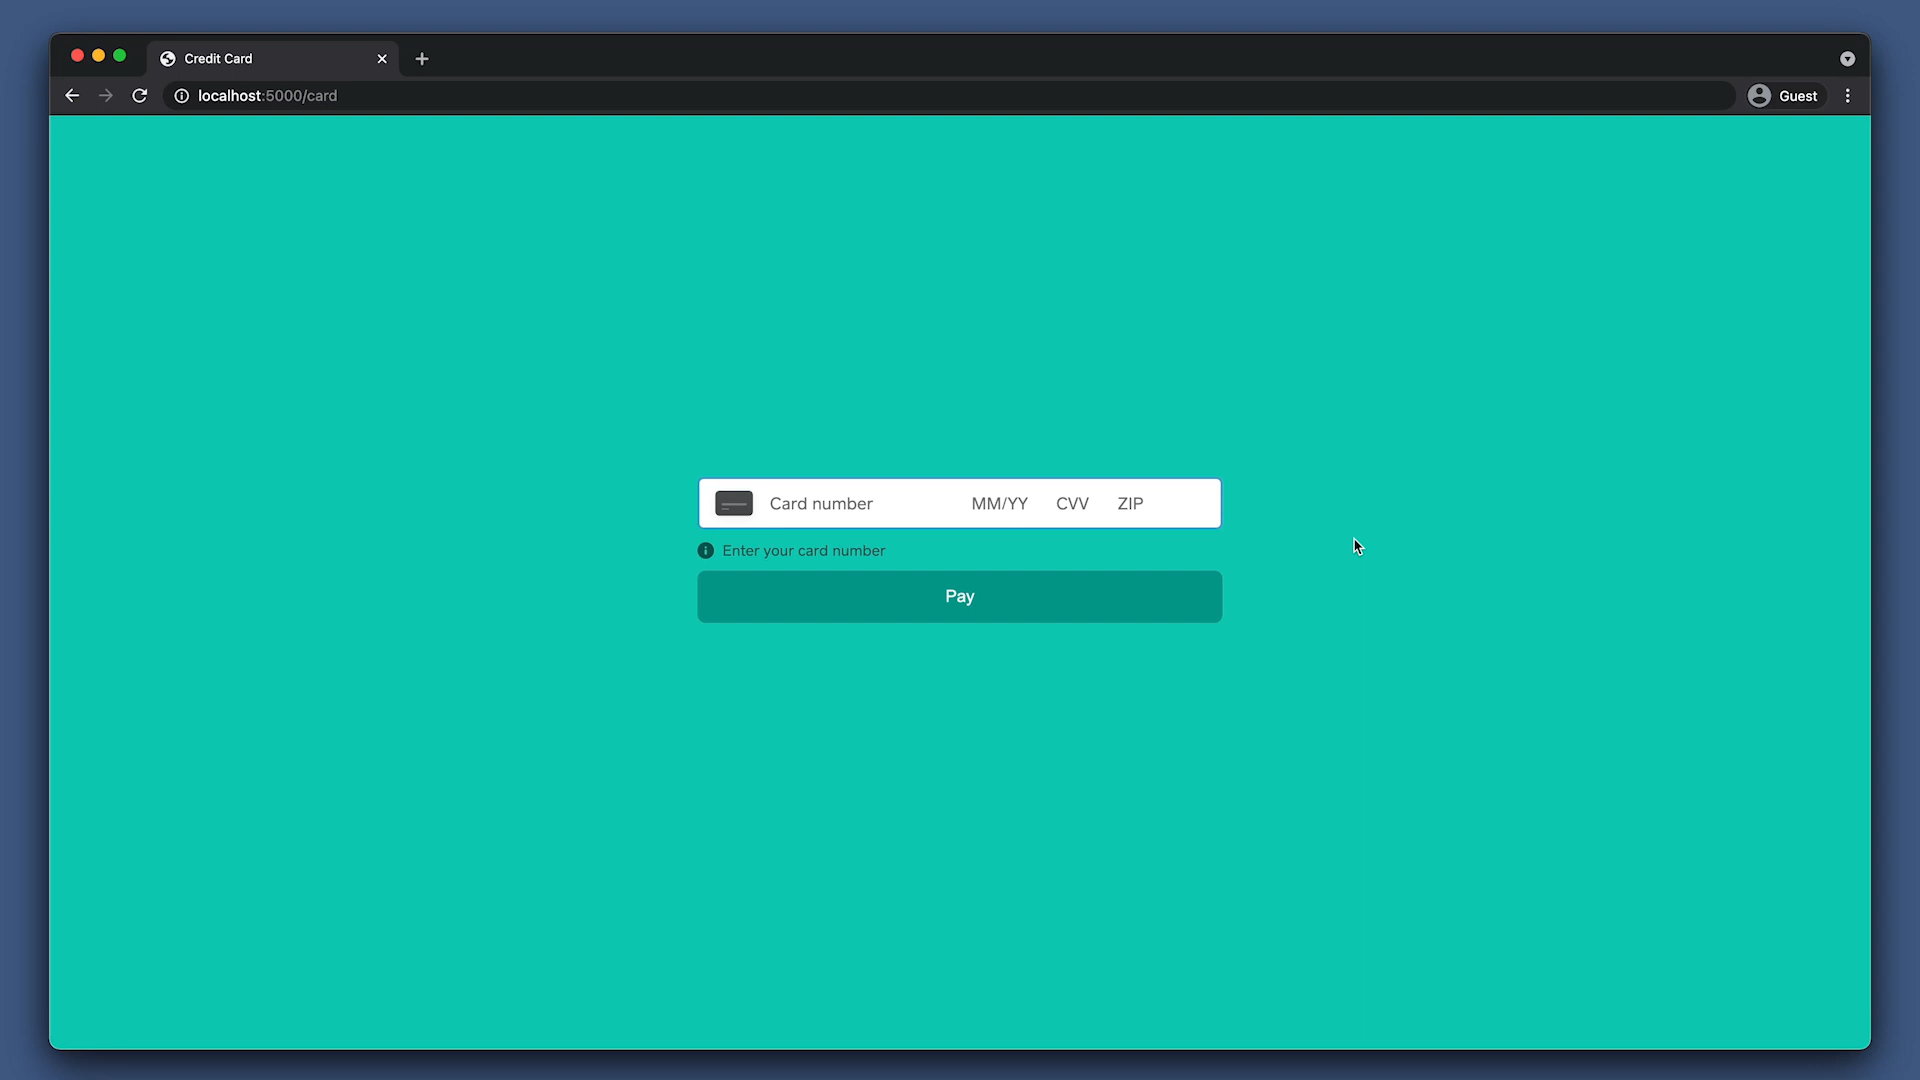 Credit Card
localhost:5000/card
Guest
Card number MM/YY CVV ZIP
Enter your card number
Pay